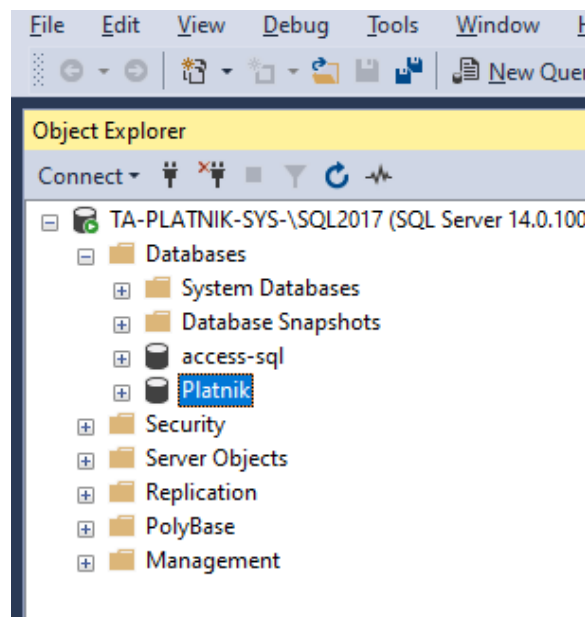 File Edit View Debug Tools Window
New Quer
Object Explorer
Connect
TA-PLATNIK-SYS-\SQL2017 (SQL Server 14.0.100
Databases
System Databases
Database Snapshots
access-sql
Platnik
Security
Server Objects
Replication
PolyBase
Management